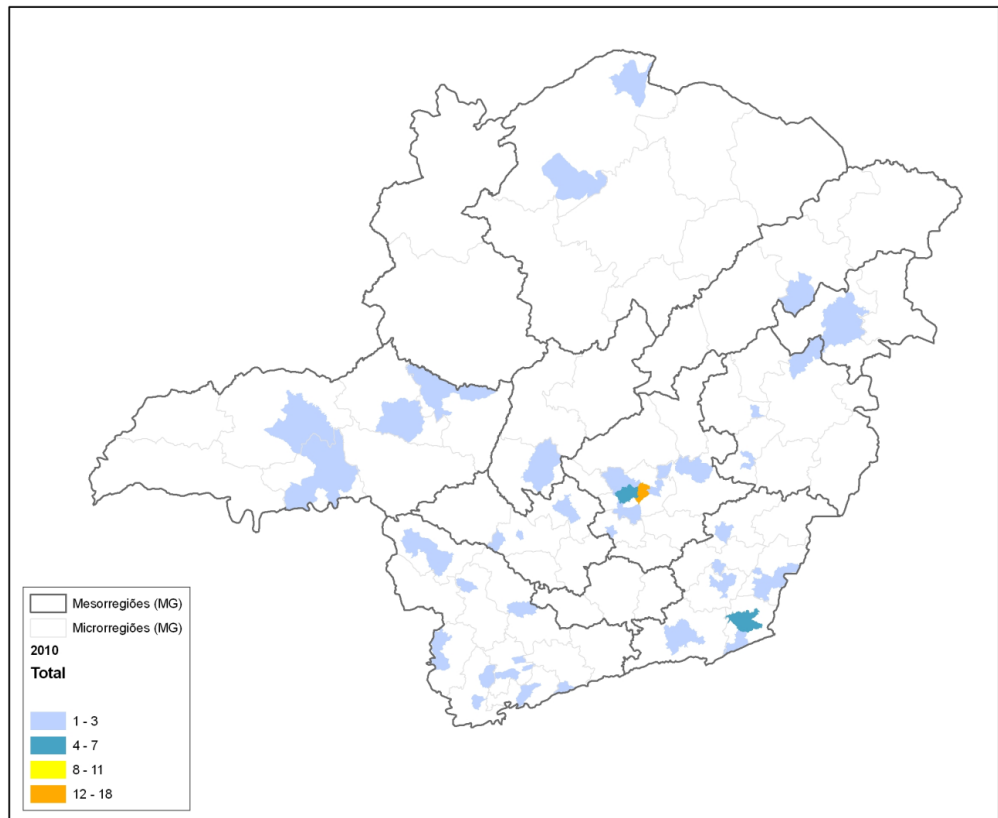 Mesorregiões (MG)
Microrregiões (MG)
2010
Total
1 - 3
4 - 7
8 - 11
12 - 18